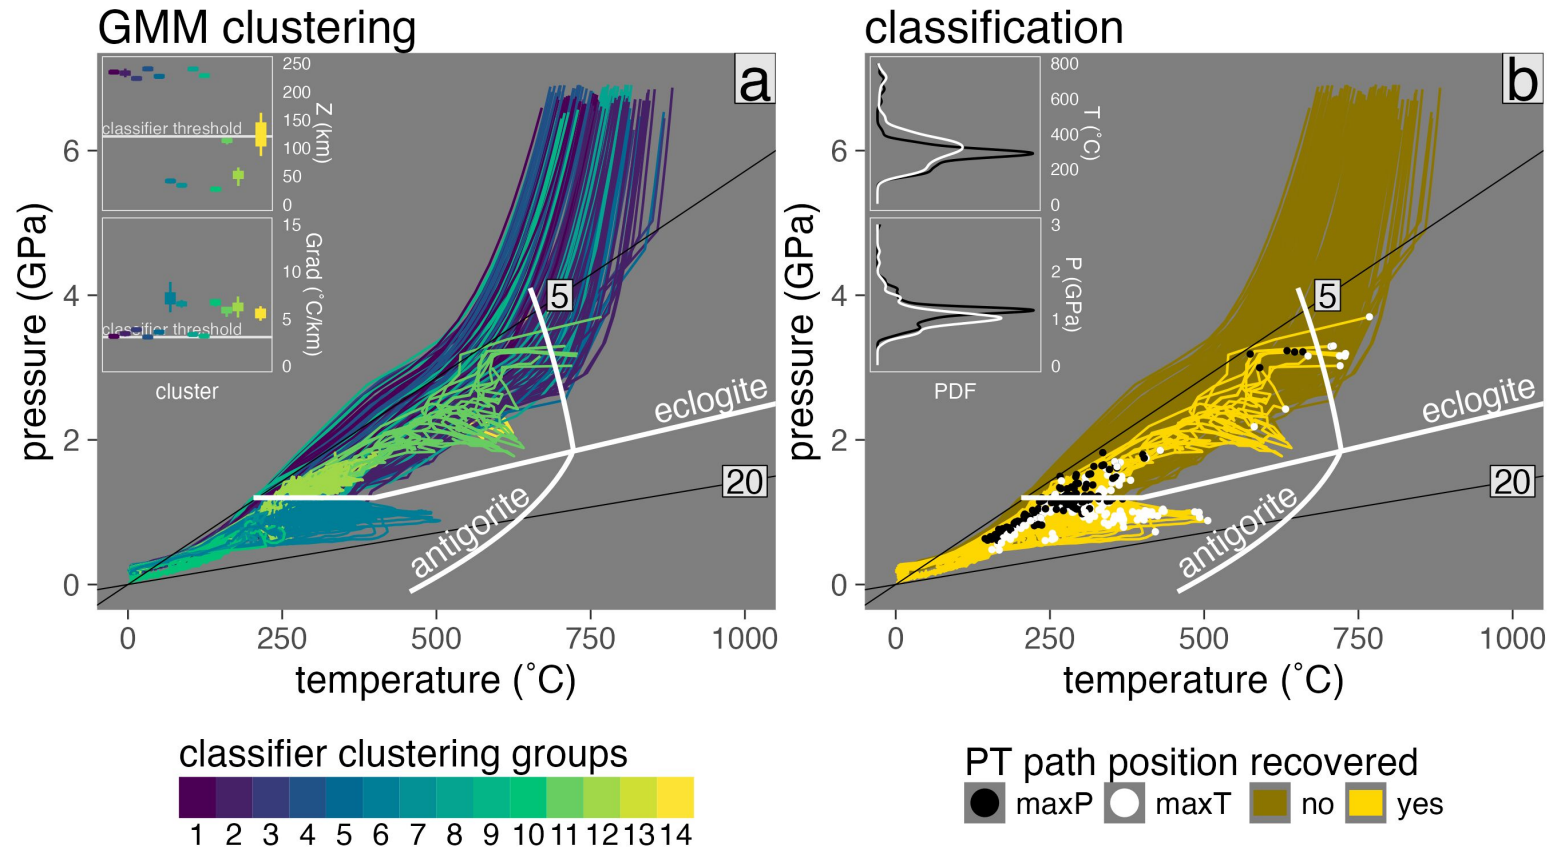 GMM clustering
a
250
200
150
100
50
0
Z (km)
classifier threshold
15
10
5
0
Grad (˚C/km)
classifier threshold
cluster
5
20
eclogite
antigorite
6
4
2
0
pressure (GPa)
0 250 500 750 1000
temperature (˚C)
classifier clustering groups
1 2 3 4 5 6 7 8 9 10 11 12 13 14
classification
b
800
600
400
200
0
T (˚C)
3
2
1
0
P (GPa)
PDF
5
20
eclogite
antigorite
6
4
2
0
pressure (GPa)
0 250 500 750 1000
temperature (˚C)
PT path position recovered
maxP maxT no yes